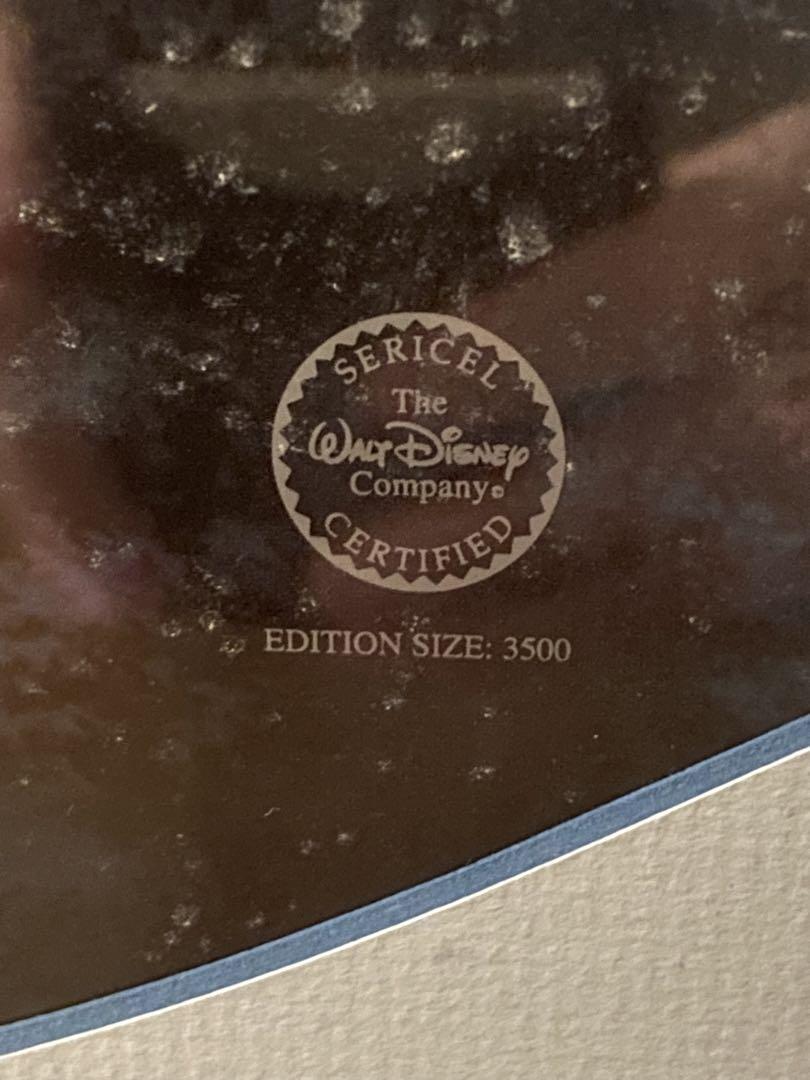 SERICEL
The
WALT DISNEY
Company©
CERTIFIED
EDITION SIZE: 3500